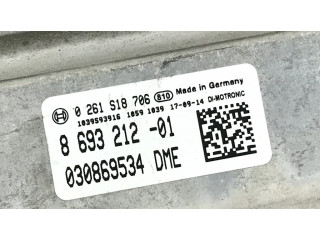 0 261 S18 706 810 Made in Germany
1039593916 1059 1039 17-09-14 DI-MOTRONIC
8 693 212 -01
030869534 DME